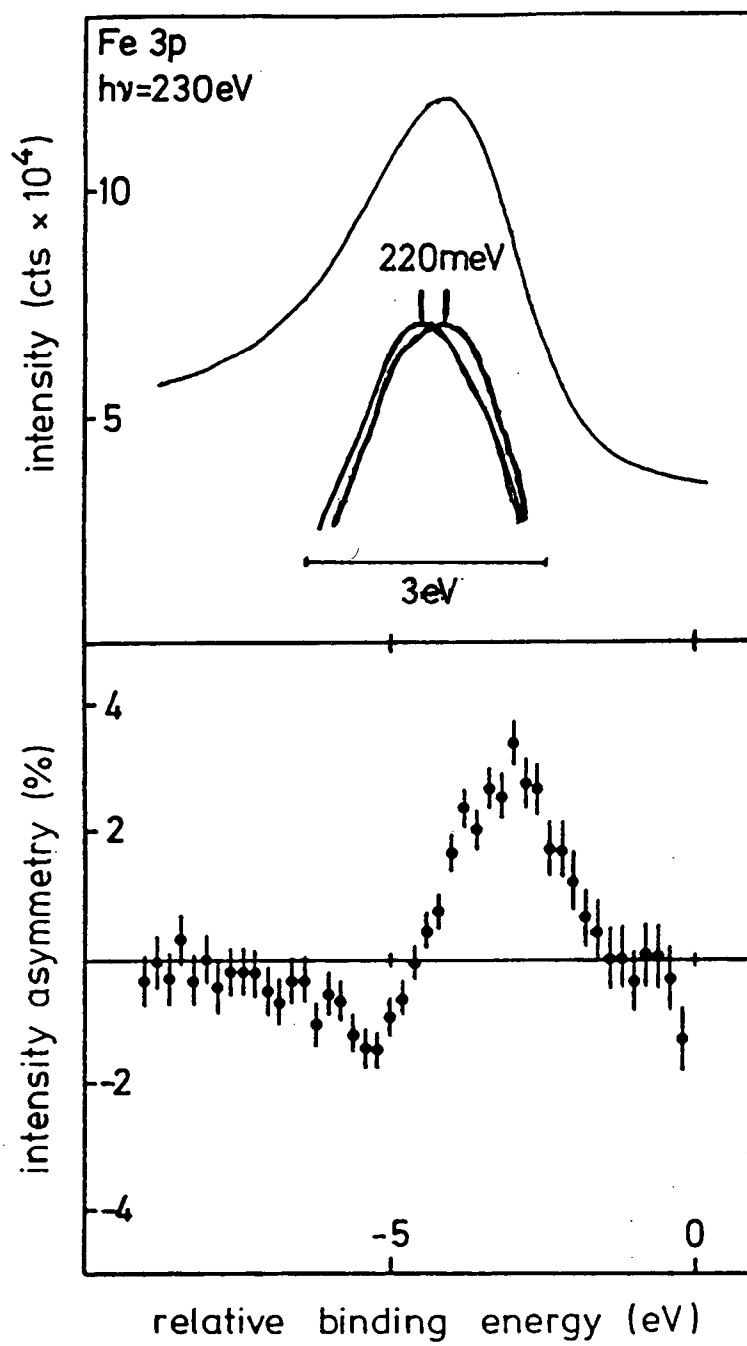 Fe 3p
hν=230eV
intensity (cts × 10⁴)
10
5
220meV
3eV
intensity asymmetry (%)
4
2
0
-2
-4
-5
0
relative binding energy (eV)